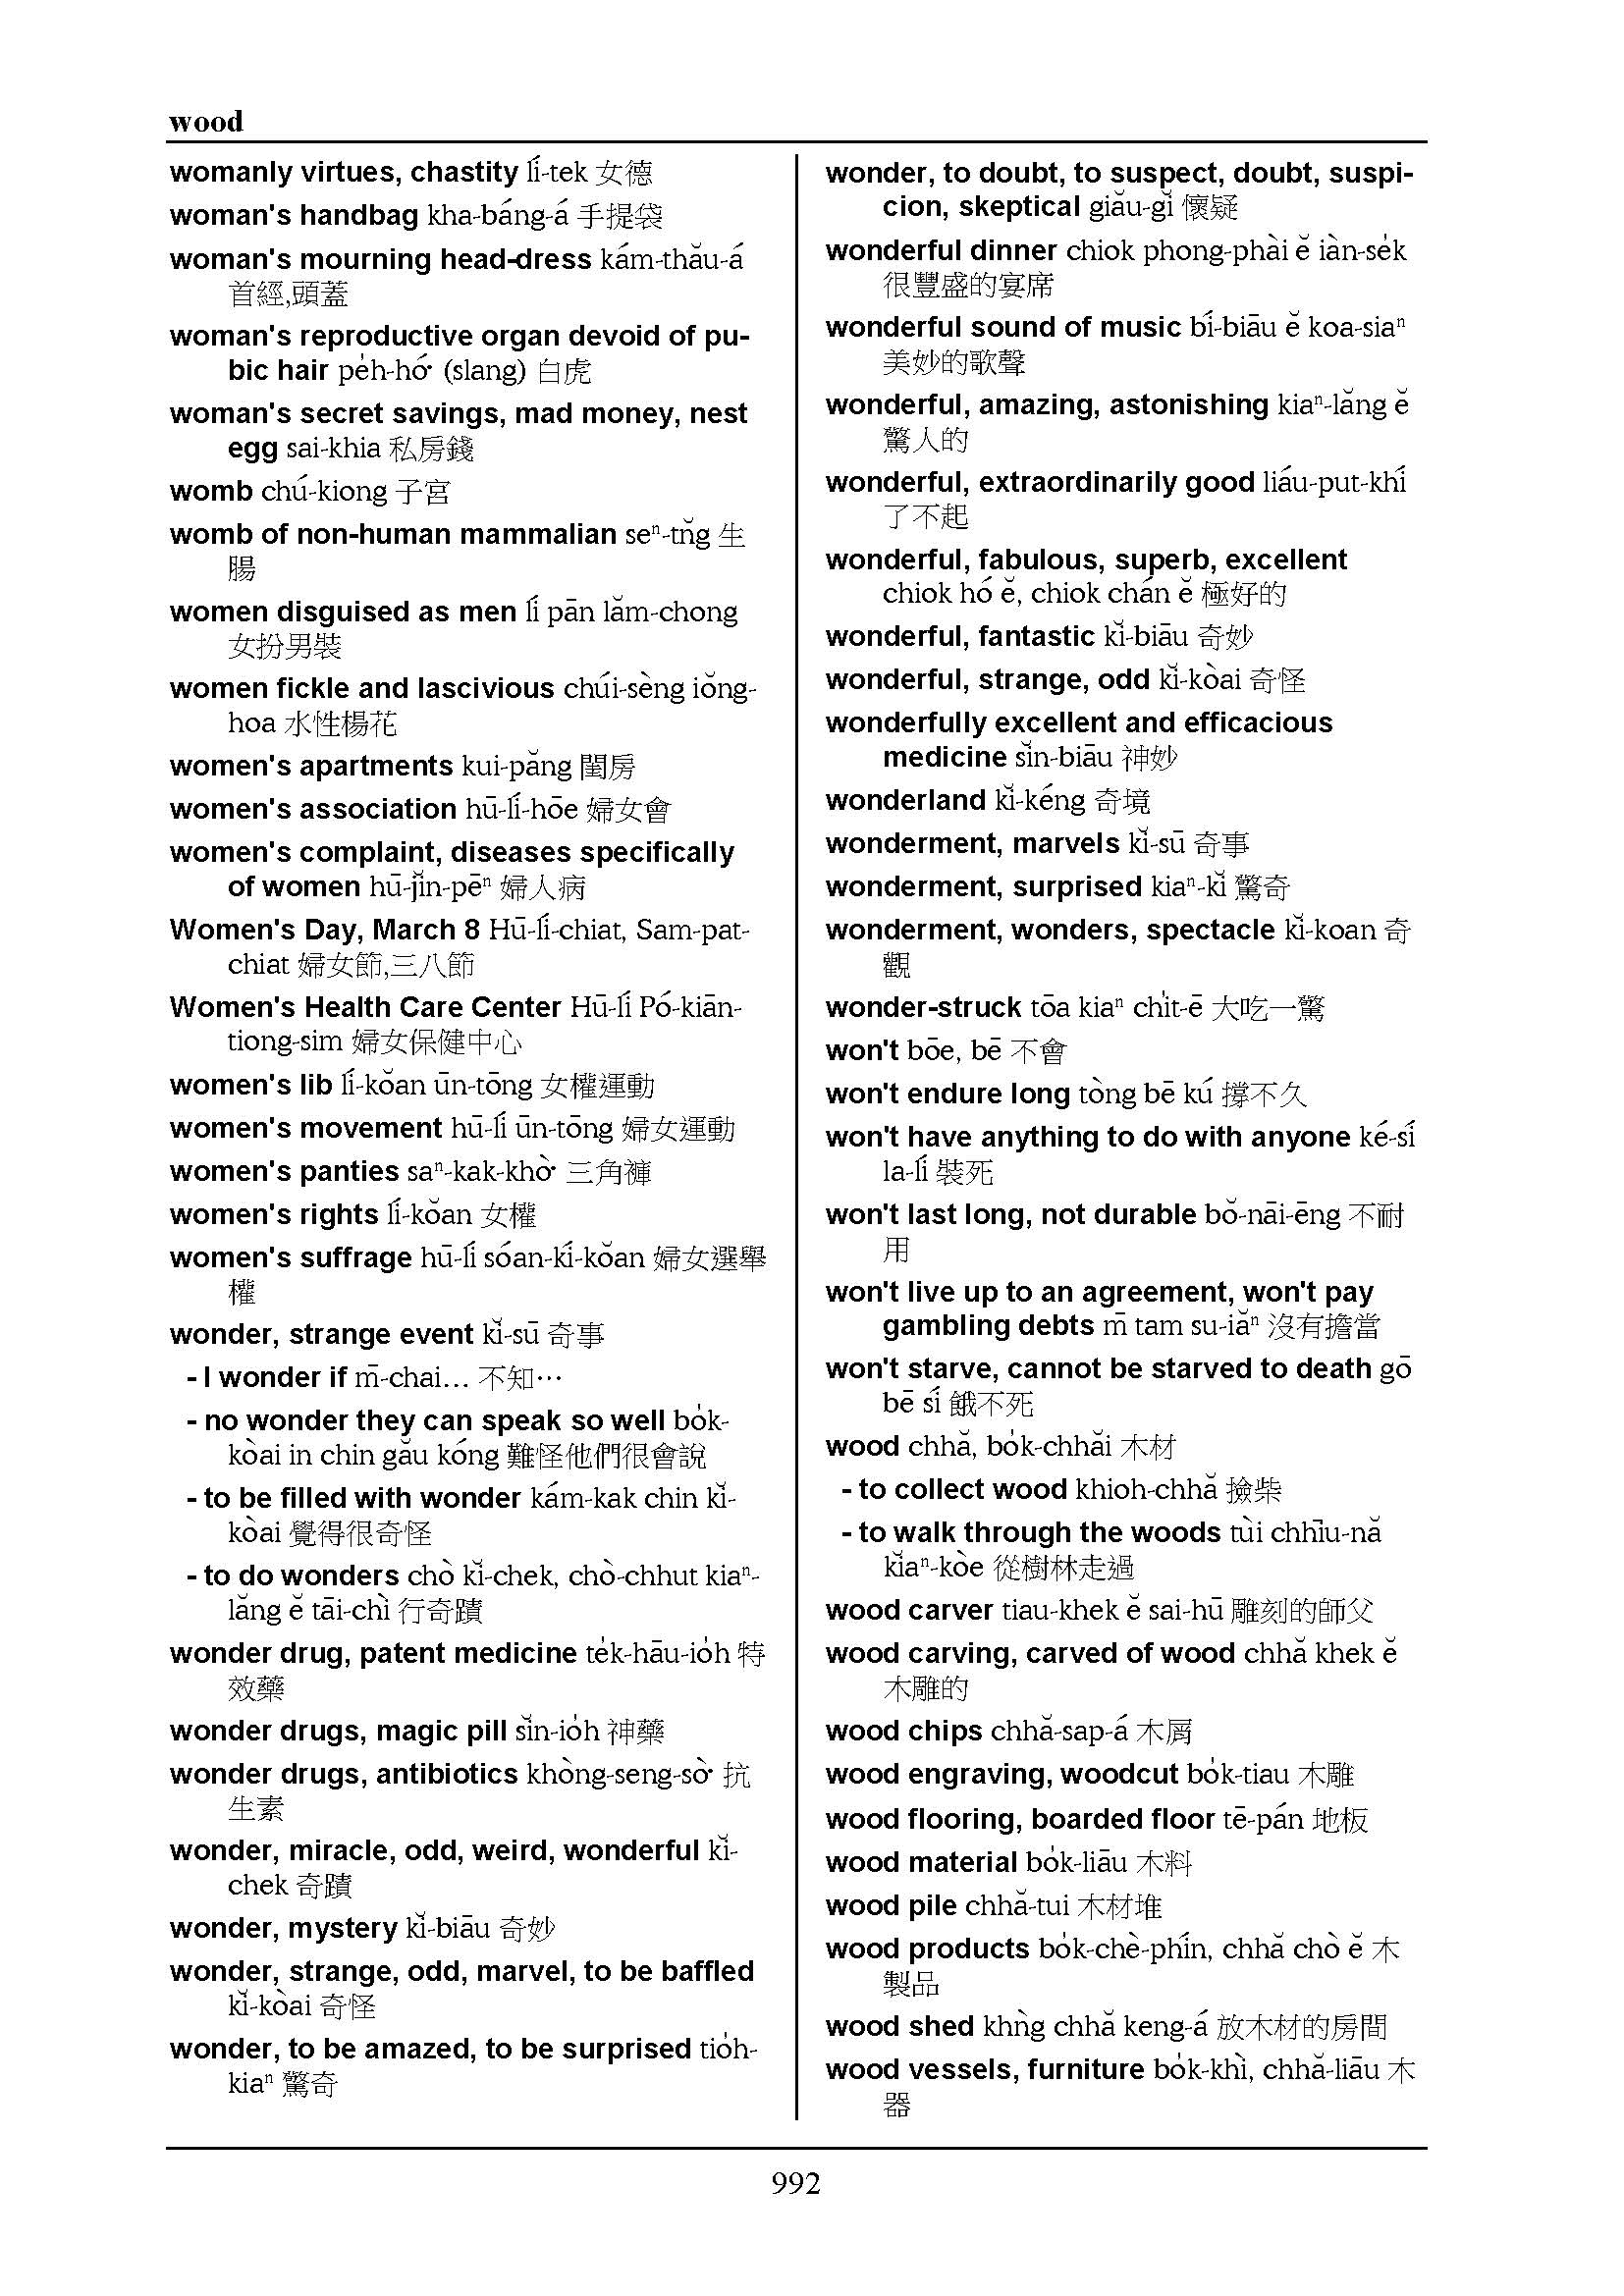 wood
womanly virtues, chastity lí-tek 女德
woman's handbag kha-báng-á 手提袋
woman's mourning head-dress kám-thău-á
首經,頭蓋
woman's reproductive organ devoid of pu-
bic hair pe̍h-hó͘ (slang) 白虎
woman's secret savings, mad money, nest
egg sai-khia 私房錢
womb chú-kiong 子宮
womb of non-human mammalian seⁿ-tn̆g 生
腸
women disguised as men lí pān lăm-chong
女扮男裝
women fickle and lascivious chúi-sèng iŏng-
hoa 水性楊花
women's apartments kui-păng 閨房
women's association hū-lí-hōe 婦女會
women's complaint, diseases specifically
of women hū-jĭn-pēⁿ 婦人病
Women's Day, March 8 Hū-lí-chiat, Sam-pat-
chiat 婦女節,三八節
Women's Health Care Center Hū-lí Pó-kiān-
tiong-sim 婦女保健中心
women's lib lí-kŏan ūn-tōng 女權運動
women's movement hū-lí ūn-tōng 婦女運動
women's panties saⁿ-kak-khò͘ 三角褲
women's rights lí-kŏan 女權
women's suffrage hū-lí sóan-kí-kŏan 婦女選舉
權
wonder, strange event kĭ-sū 奇事
- I wonder if m̄-chai… 不知…
- no wonder they can speak so well bo̍k-
kòai in chin gău kóng 難怪他們很會說
- to be filled with wonder kám-kak chin kĭ-
kòai 覺得很奇怪
- to do wonders chò kĭ-chek, chò-chhut kiaⁿ-
lăng ĕ tāi-chì 行奇蹟
wonder drug, patent medicine te̍k-hāu-io̍h 特
效藥
wonder drugs, magic pill sĭn-io̍h 神藥
wonder drugs, antibiotics khòng-seng-sò͘ 抗
生素
wonder, miracle, odd, weird, wonderful kĭ-
chek 奇蹟
wonder, mystery kĭ-biāu 奇妙
wonder, strange, odd, marvel, to be baffled
kĭ-kòai 奇怪
wonder, to be amazed, to be surprised tio̍h-
kiaⁿ 驚奇
wonder, to doubt, to suspect, doubt, suspi-
cion, skeptical giău-gĭ 懷疑
wonderful dinner chiok phong-phài ĕ iàn-se̍k
很豐盛的宴席
wonderful sound of music bí-biāu ĕ koa-siaⁿ
美妙的歌聲
wonderful, amazing, astonishing kiaⁿ-lăng ĕ
驚人的
wonderful, extraordinarily good liáu-put-khí
了不起
wonderful, fabulous, superb, excellent
chiok hó ĕ, chiok chán ĕ 極好的
wonderful, fantastic kĭ-biāu 奇妙
wonderful, strange, odd kĭ-kòai 奇怪
wonderfully excellent and efficacious
medicine sĭn-biāu 神妙
wonderland kĭ-kéng 奇境
wonderment, marvels kĭ-sū 奇事
wonderment, surprised kiaⁿ-kĭ 驚奇
wonderment, wonders, spectacle kĭ-koan 奇
觀
wonder-struck tōa kiaⁿ chi̍t-ē 大吃一驚
won't bōe, bē 不會
won't endure long tòng bē kú 撐不久
won't have anything to do with anyone ké-sí
la-lí 裝死
won't last long, not durable bŏ-nāi-ēng 不耐
用
won't live up to an agreement, won't pay
gambling debts m̄ tam su-iăⁿ 沒有擔當
won't starve, cannot be starved to death gō
bē sí 餓不死
wood chhă, bo̍k-chhăi 木材
- to collect wood khioh-chhă 撿柴
- to walk through the woods tùi chhīu-nă
kĭaⁿ-kòe 從樹林走過
wood carver tiau-khek ĕ sai-hū 雕刻的師父
wood carving, carved of wood chhă khek ĕ
木雕的
wood chips chhă-sap-á 木屑
wood engraving, woodcut bo̍k-tiau 木雕
wood flooring, boarded floor tē-pán 地板
wood material bo̍k-liāu 木料
wood pile chhă-tui 木材堆
wood products bo̍k-chè-phín, chhă chò ĕ 木
製品
wood shed khǹg chhă keng-á 放木材的房間
wood vessels, furniture bo̍k-khì, chhă-liāu 木
器
992